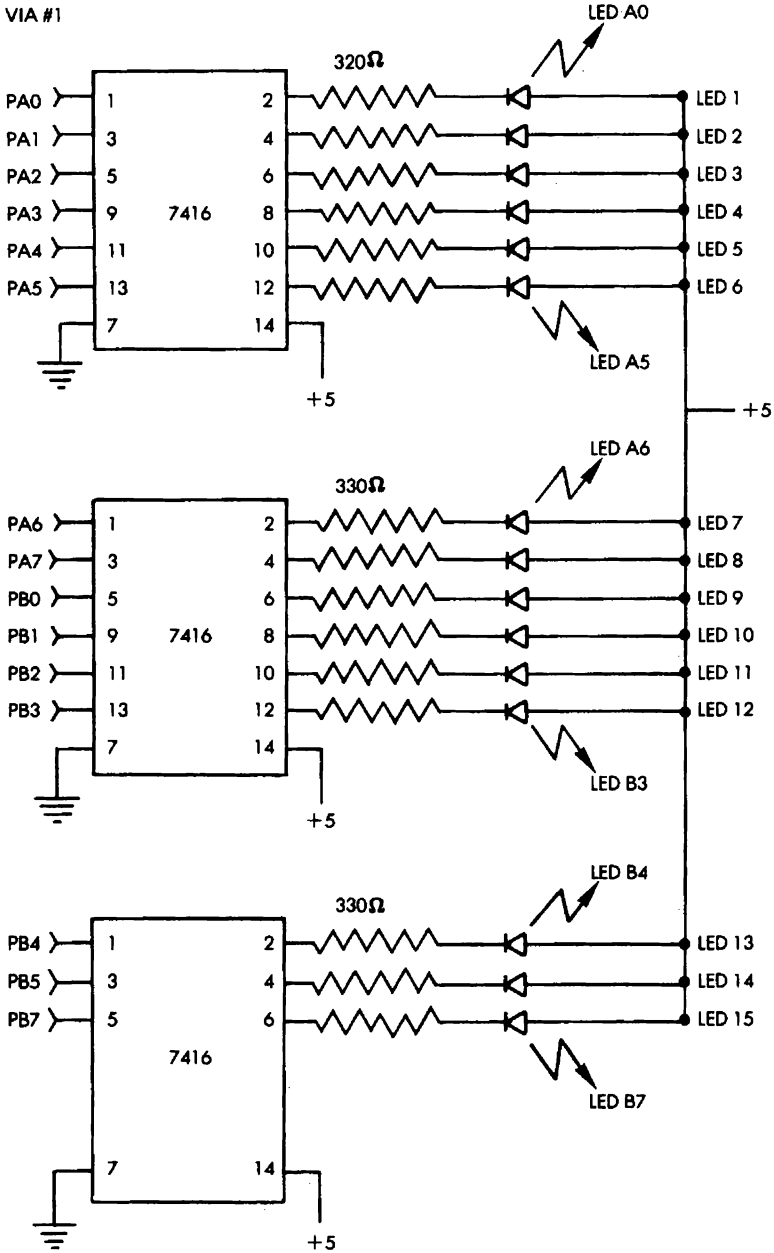 VIA #1
LED A0
320Ω
PA0 1 2 LED 1
PA1 3 4 LED 2
PA2 5 6 LED 3
PA3 9 7416 8 LED 4
PA4 11 10 LED 5
PA5 13 12 LED 6
7 14
LED A5
+5
+5
LED A6
330Ω
PA6 1 2 LED 7
PA7 3 4 LED 8
PB0 5 6 LED 9
PB1 9 7416 8 LED 10
PB2 11 10 LED 11
PB3 13 12 LED 12
7 14
LED B3
+5
LED B4
330Ω
PB4 1 2 LED 13
PB5 3 4 LED 14
PB7 5 6 LED 15
7416
LED B7
7 14
+5